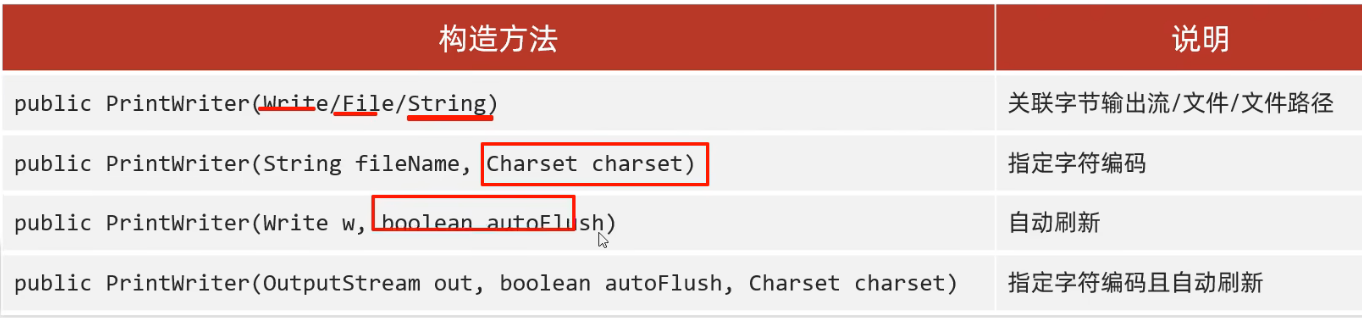 构造方法 说明
public PrintWriter(Write/File/String) 关联字节输出流/文件/文件路径
public PrintWriter(String fileName, Charset charset) 指定字符编码
public PrintWriter(Write w, boolean autoFlush) 自动刷新
public PrintWriter(OutputStream out, boolean autoFlush, Charset charset) 指定字符编码且自动刷新